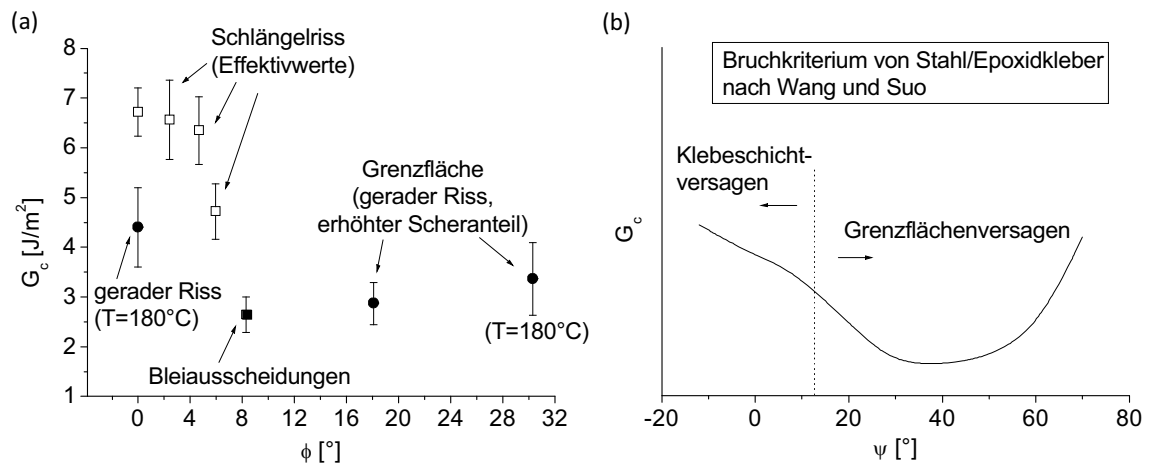 (a)
Schlängelriss
(Effektivwerte)
Grenzfläche
(gerader Riss,
erhöhter Scheranteil)
gerader Riss
(T=180°C)
(T=180°C)
Bleiausscheidungen
G_c [J/m²]
8
7
6
5
4
3
2
1
0 4 8 12 16 20 24 28 32
ϕ [°]
(b)
Bruchkriterium von Stahl/Epoxidkleber
nach Wang und Suo
Klebeschicht-
versagen
Grenzflächenversagen
G_c
-20 0 20 40 60 80
ψ [°]